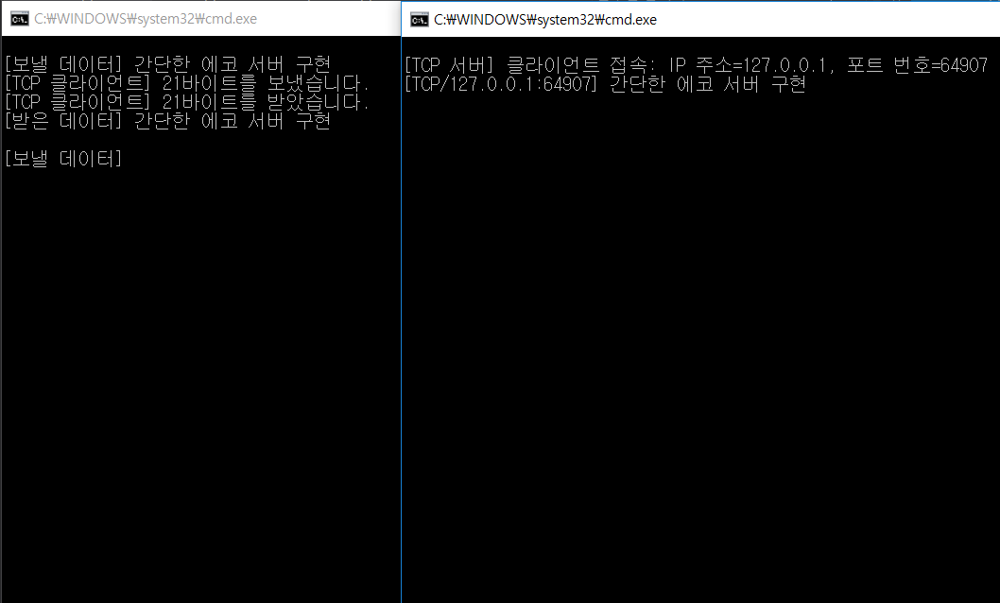 C:₩WINDOWS₩system32₩cmd.exe
[보낼 데이터] 간단한 에코 서버 구현
[TCP 클라이언트] 21바이트를 보냈습니다.
[TCP 클라이언트] 21바이트를 받았습니다.
[받은 데이터] 간단한 에코 서버 구현
[보낼 데이터]
C:₩WINDOWS₩system32₩cmd.exe
[TCP 서버] 클라이언트 접속: IP 주소=127.0.0.1, 포트 번호=64907
[TCP/127.0.0.1:64907] 간단한 에코 서버 구현